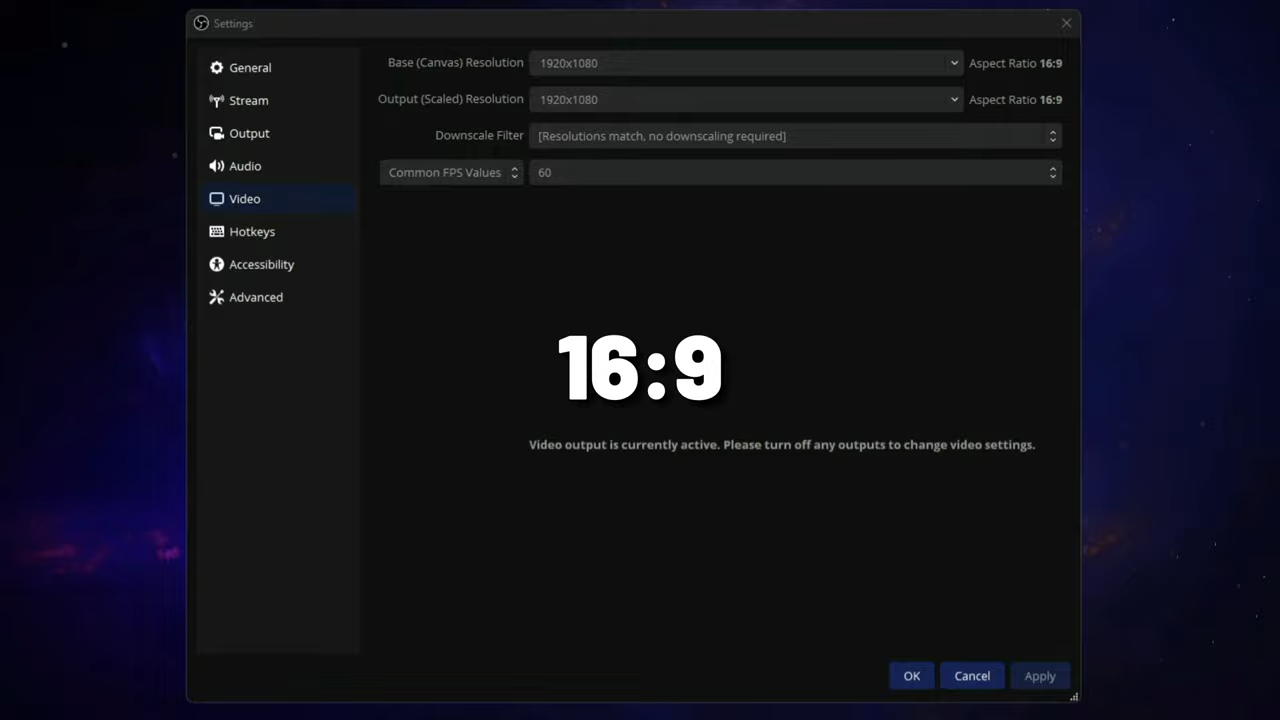 Settings
General
Stream
Output
Audio
Video
Hotkeys
Accessibility
Advanced
Base (Canvas) Resolution 1920x1080 Aspect Ratio 16:9
Output (Scaled) Resolution 1920x1080 Aspect Ratio 16:9
Downscale Filter [Resolutions match, no downscaling required]
Common FPS Values 60
16:9
Video output is currently active. Please turn off any outputs to change video settings.
OK Cancel Apply